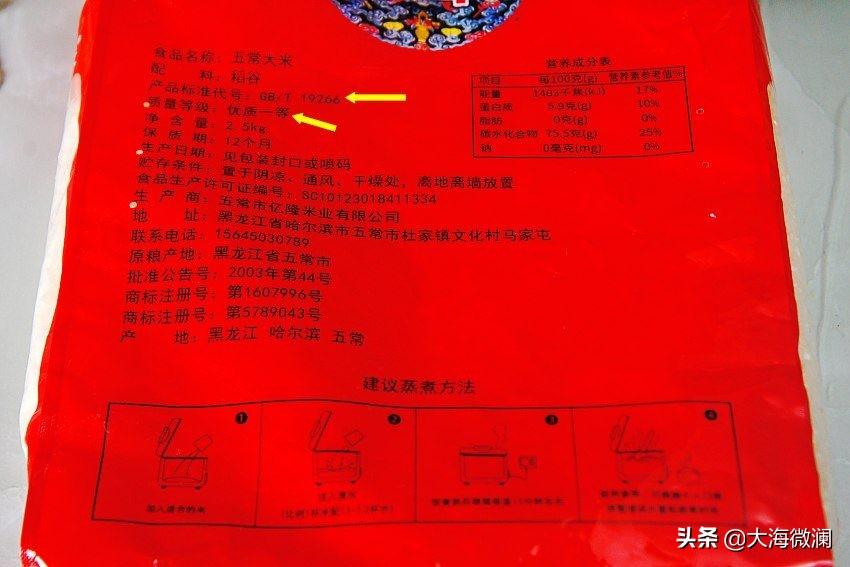 食品名称：五常大米
配 料：稻谷
产品标准代号：GB/T 19266
质量等级：优质一等
净 含 量：2.5kg
保 质 期：12个月
生产日期：见包装封口或喷码
贮存条件：置于阴凉、通风、干燥处，离地离墙放置
食品生产许可证编号：SC10123018411334
生 产 商：五常市亿隆米业有限公司
地 址：黑龙江省哈尔滨市五常市杜家镇文化村马家屯
联系电话：15645030789
原粮产地：黑龙江省五常市
批准公告号：2003年第44号
商标注册号：第1607996号
商标注册号：第5789043号
产 地：黑龙江 哈尔滨 五常
营养成分表
项目 每100克(g) 营养素参考值%
能量 1483千焦(kJ) 17%
蛋白质 5.9克(g) 10%
脂肪 0克(g) 0%
碳水化合物 75.5克(g) 25%
钠 0毫克(mg) 0%
建议蒸煮方法
1
加入适合的米
2
注入清水
3
4
头条 @大海微澜